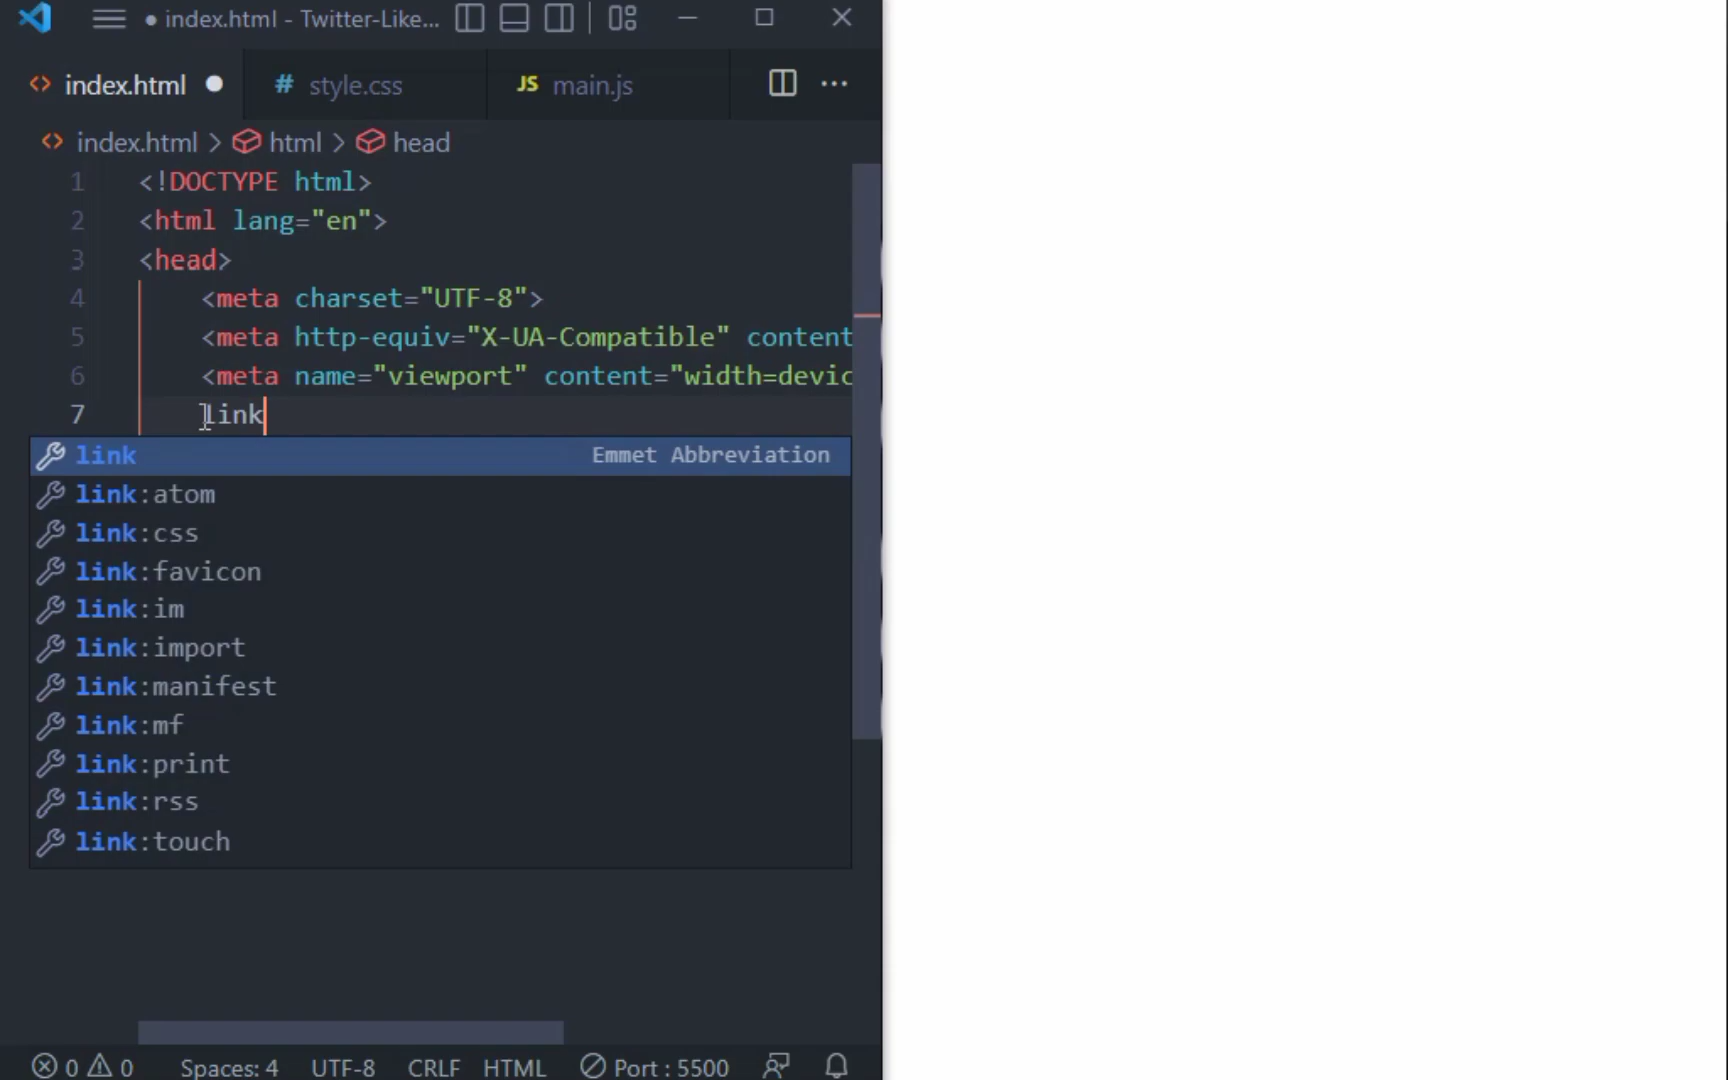 ● index.html - Twitter-Like...
index.html ●
# style.css
JS main.js
index.html > html > head
1 <!DOCTYPE html>
2 <html lang="en">
3 <head>
4 <meta charset="UTF-8">
5 <meta http-equiv="X-UA-Compatible" content
6 <meta name="viewport" content="width=devic
7 link
link Emmet Abbreviation
link:atom
link:css
link:favicon
link:im
link:import
link:manifest
link:mf
link:print
link:rss
link:touch
0 0 Spaces: 4 UTF-8 CRLF HTML Port : 5500